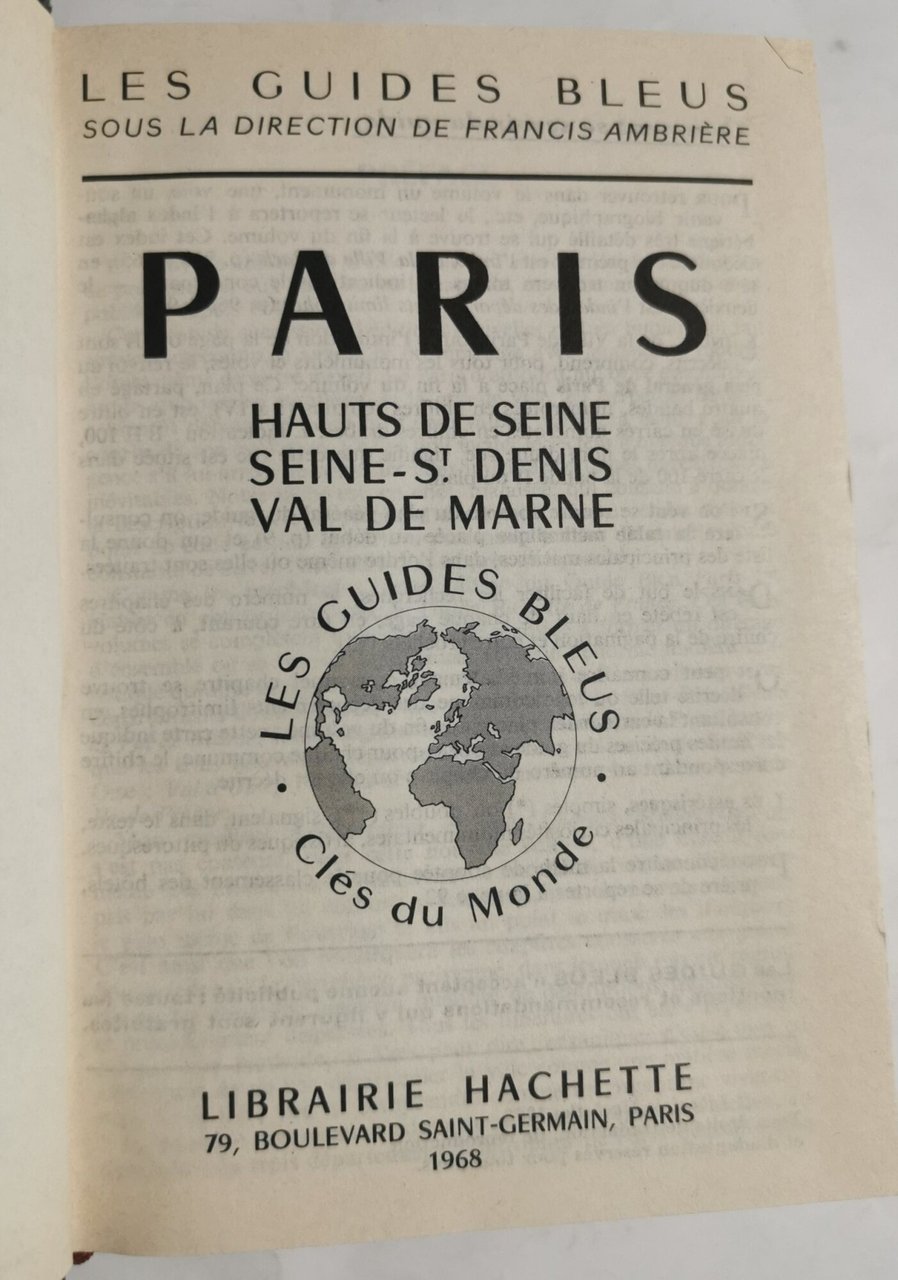 LES GUIDES BLEUS
SOUS LA DIRECTION DE FRANCIS AMBRIÈRE
PARIS
HAUTS DE SEINE
SEINE-ST. DENIS
VAL DE MARNE
LES GUIDES BLEUS
• Clés du Monde •
LIBRAIRIE HACHETTE
79, BOULEVARD SAINT-GERMAIN, PARIS
1968